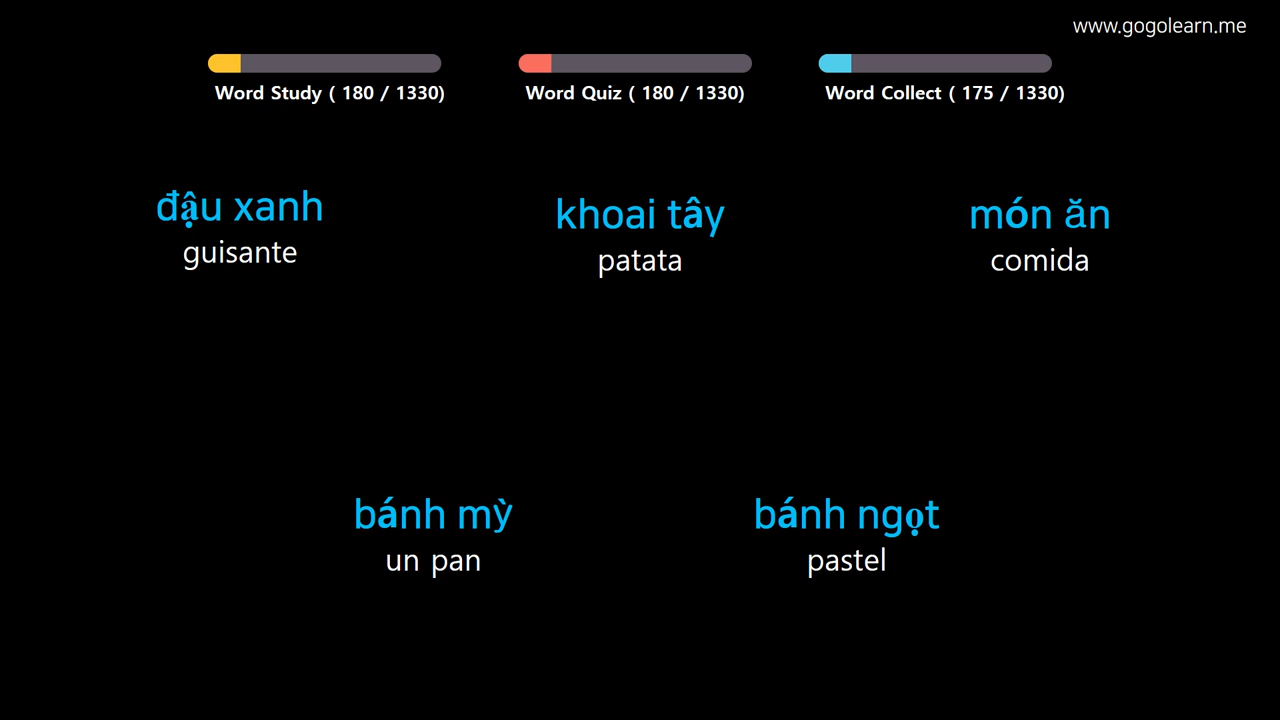 www.gogolearn.me
Word Study ( 180 / 1330)
Word Quiz ( 180 / 1330)
Word Collect ( 175 / 1330)
đậu xanh
guisante
khoai tây
patata
món ăn
comida
bánh mỳ
un pan
bánh ngọt
pastel